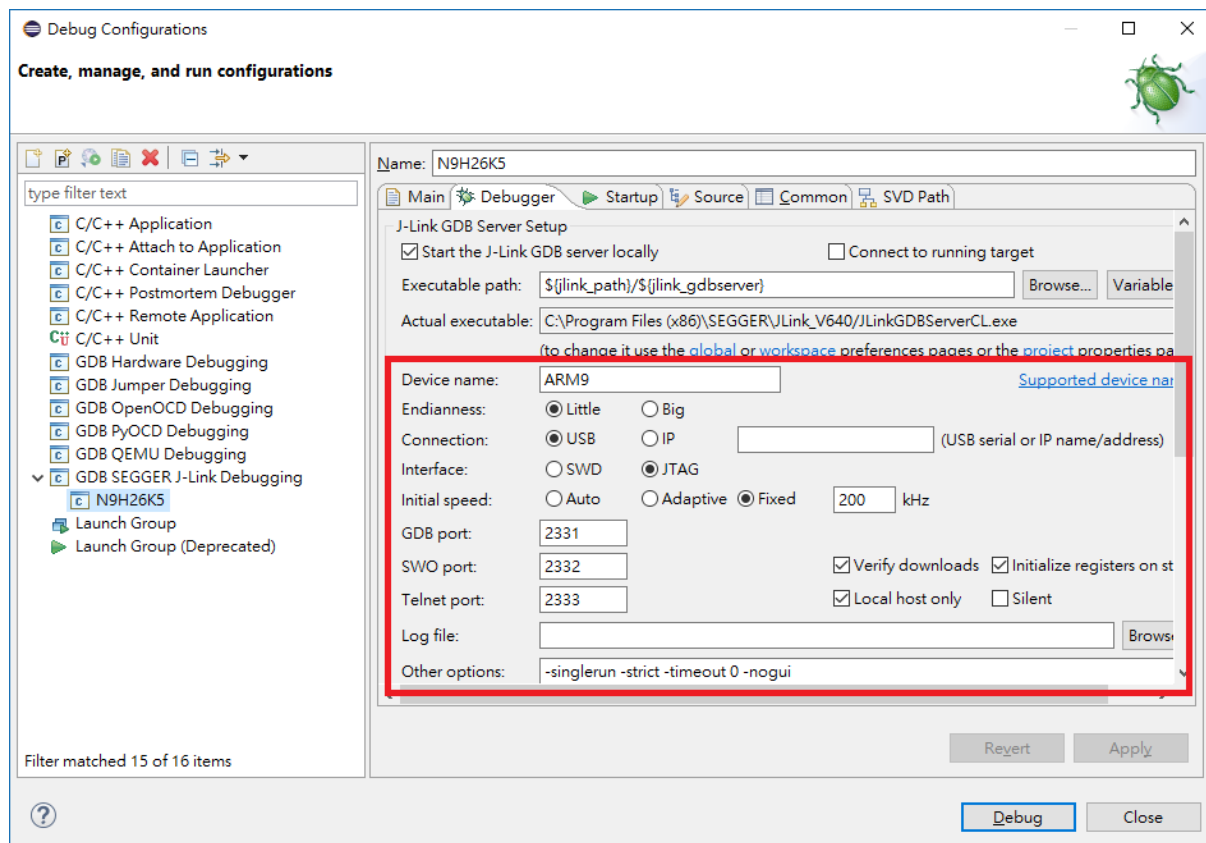 Debug Configurations
Create, manage, and run configurations
Name: N9H26K5
type filter text
C/C++ Application
C/C++ Attach to Application
C/C++ Container Launcher
C/C++ Postmortem Debugger
C/C++ Remote Application
C/C++ Unit
GDB Hardware Debugging
GDB Jumper Debugging
GDB OpenOCD Debugging
GDB PyOCD Debugging
GDB QEMU Debugging
GDB SEGGER J-Link Debugging
N9H26K5
Launch Group
Launch Group (Deprecated)
Filter matched 15 of 16 items
Main Debugger Startup Source Common SVD Path
J-Link GDB Server Setup
Start the J-Link GDB server locally Connect to running target
Executable path: ${jlink_path}/${jlink_gdbserver} Browse... Variable
Actual executable: C:\Program Files (x86)\SEGGER\JLink_V640/JLinkGDBServerCL.exe
(to change it use the global or workspace preferences pages or the project properties pa
Device name: ARM9 Supported device nar
Endianness: Little Big
Connection: USB IP (USB serial or IP name/address)
Interface: SWD JTAG
Initial speed: Auto Adaptive Fixed 200 kHz
GDB port: 2331
SWO port: 2332 Verify downloads Initialize registers on st
Telnet port: 2333 Local host only Silent
Log file: Brows
Other options: -singlerun -strict -timeout 0 -nogui
Revert Apply
Debug Close